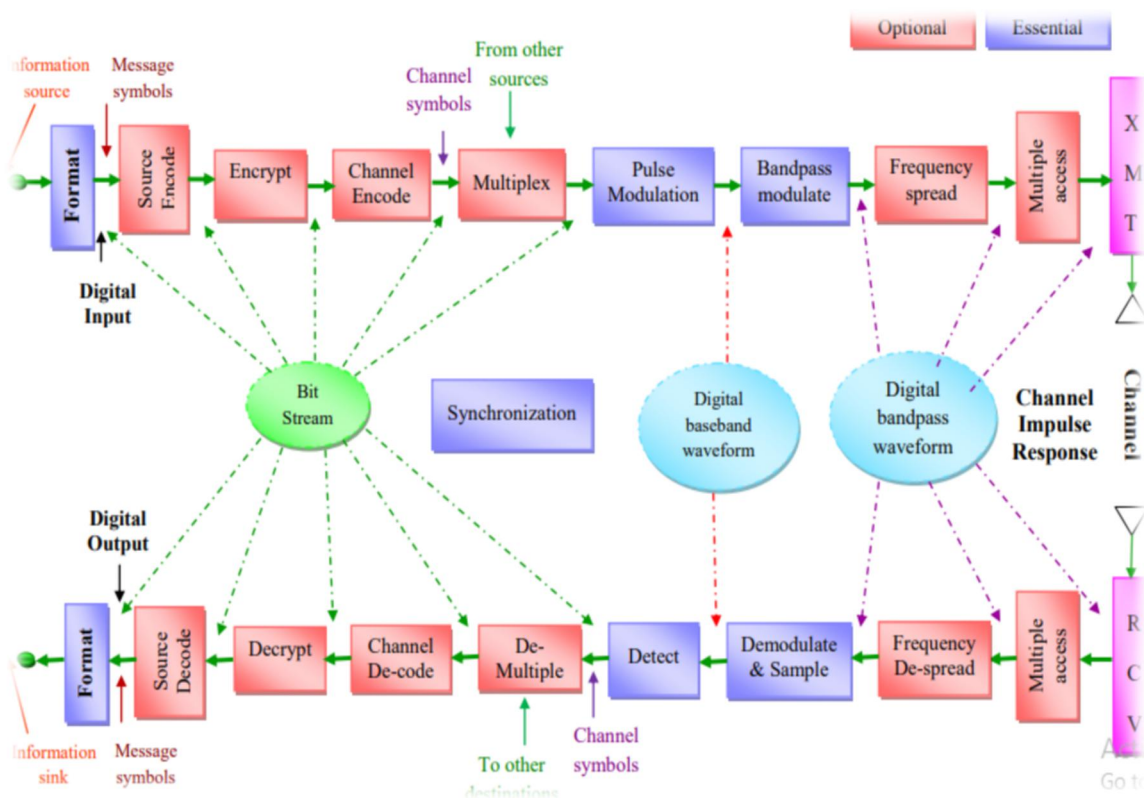 Optional
Essential
From other
sources
Channel
symbols
Message
symbols
source
Format
Source
Encode
Encrypt
Channel
Encode
Multiplex
Pulse
Modulation
Bandpass
modulate
Frequency
spread
Multiple
access
X
M
T
Digital
Input
Bit
Stream
Synchronization
Digital
baseband
waveform
Digital
bandpass
waveform
Channel
Impulse
Response
Channel
Digital
Output
Format
Source
Decode
Decrypt
Channel
De-code
De-
Multiple
Detect
Demodulate
& Sample
Frequency
De-spread
Multiple
access
R
C
V
sink
Message
symbols
To other
destinations
Channel
symbols
Go